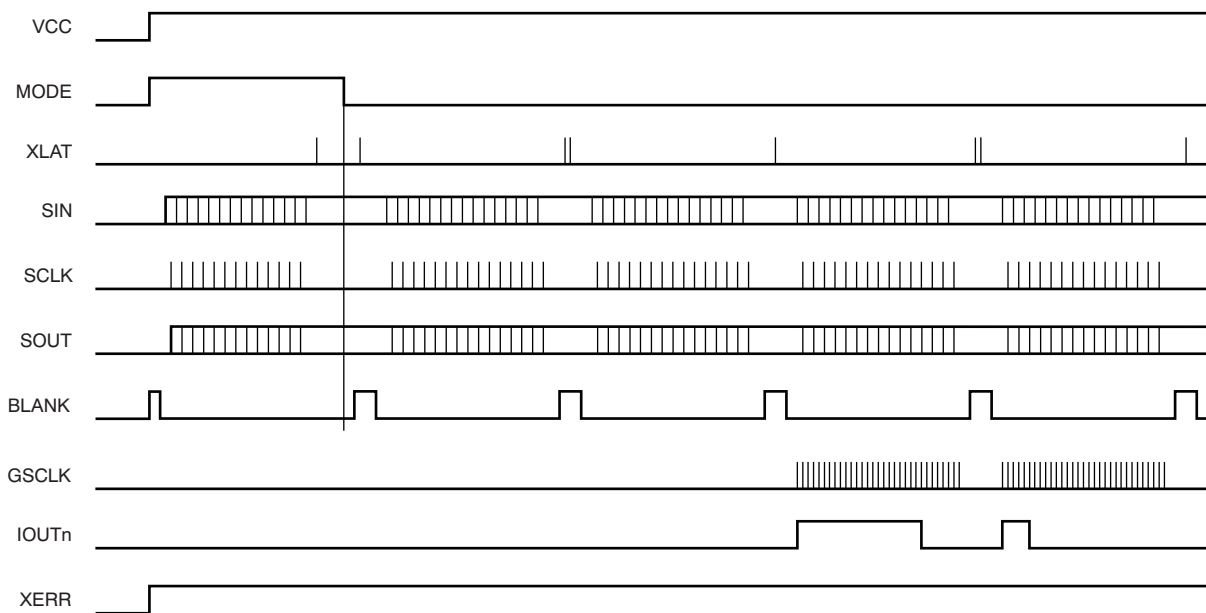 VCC
MODE
XLAT
SIN
SCLK
SOUT
BLANK
GSCLK
IOUTn
XERR